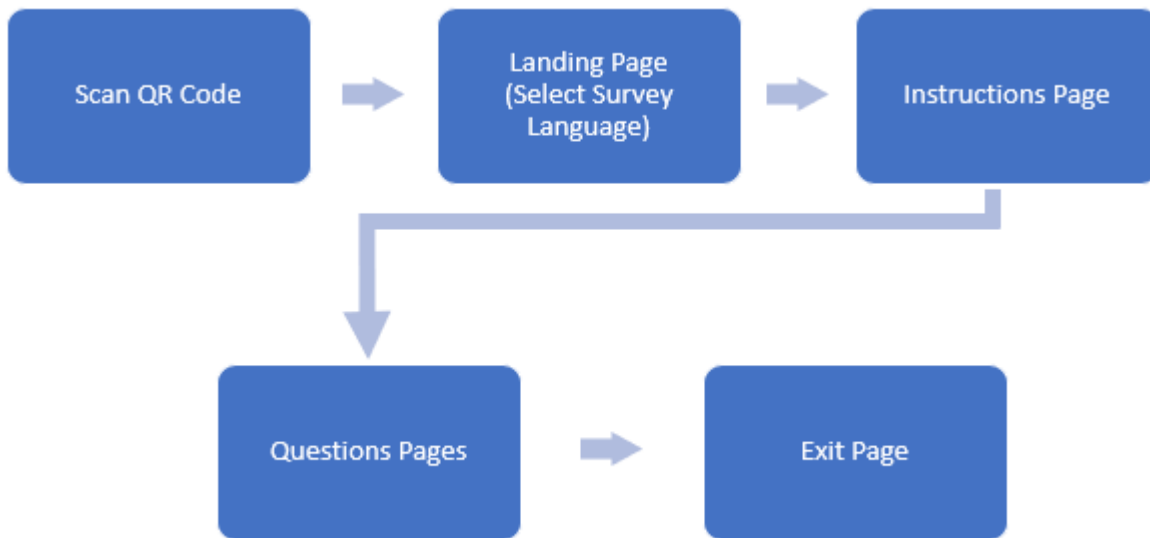 Scan QR Code
Landing Page
(Select Survey
Language)
Instructions Page
Questions Pages
Exit Page